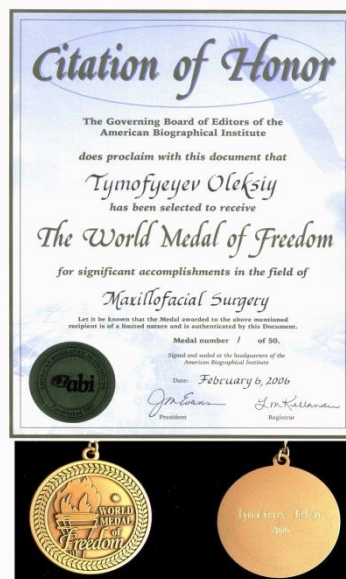 Citation of Honor
The Governing Board of Editors of the
American Biographical Institute
does proclaim with this document that
Tymofyeyev Oleksiy
has been selected to receive
The World Medal of Freedom
for significant accomplishments in the field of
Maxillofacial Surgery
Let it be known that the Medal awarded to the above mentioned
recipient is of a limited nature and is authenticated by this Document.
Medal number 1 of 50.
Signed and sealed at the headquarters of the
American Biographical Institute
Date: February 6, 2006
abi
JM Evans
President
Registrar
WORLD
MEDAL
of
Freedom
2006